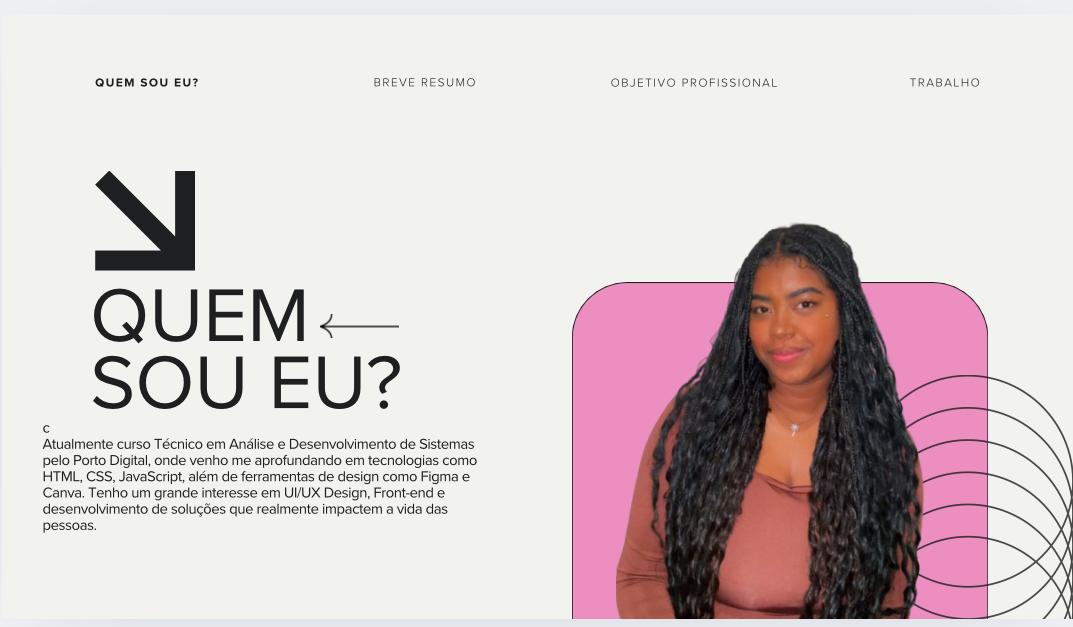 QUEM SOU EU?
BREVE RESUMO
OBJETIVO PROFISSIONAL
TRABALHO
QUEM
SOU EU?
c
Atualmente curso Técnico em Análise e Desenvolvimento de Sistemas
pelo Porto Digital, onde venho me aprofundando em tecnologias como
HTML, CSS, JavaScript, além de ferramentas de design como Figma e
Canva. Tenho um grande interesse em UI/UX Design, Front-end e
desenvolvimento de soluções que realmente impactem a vida das
pessoas.